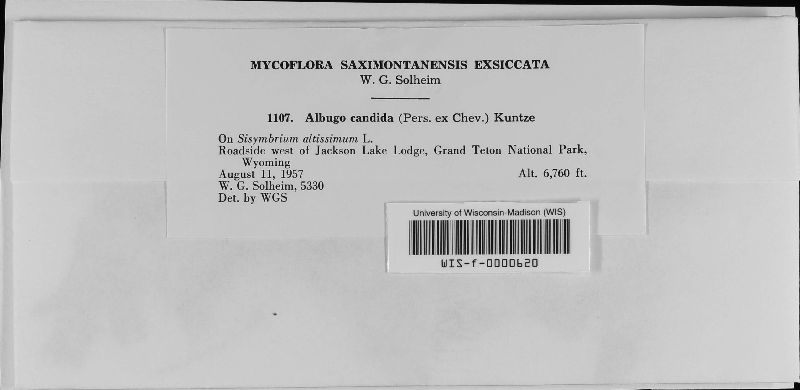 MYCOFLORA SAXIMONTANENSIS EXSICCATA
W. G. Solheim
1107. Albugo candida (Pers. ex Chev.) Kuntze
On Sisymbrium altissimum L.
Roadside west of Jackson Lake Lodge, Grand Teton National Park,
Wyoming
August 11, 1957 Alt. 6,760 ft.
W. G. Solheim, 5330
Det. by WGS
University of Wisconsin-Madison (WIS)
WIS-f-0000620